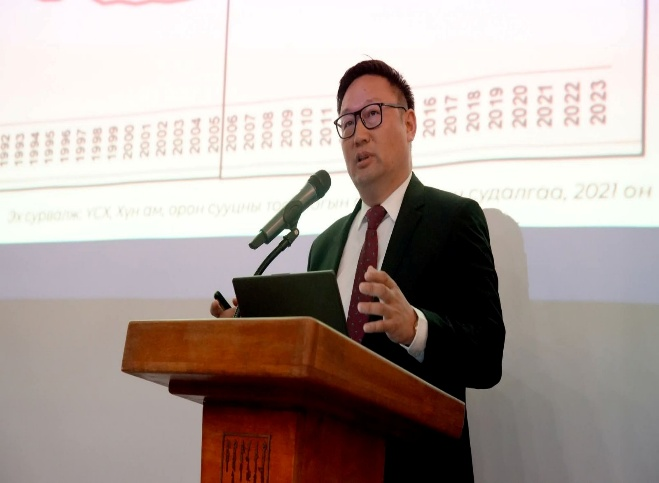 1992 1993 1994 1995 1996 1997 1998 1999 2000 2001 2002 2003 2004 2005 2006 2007 2008 2009 2010 2011 2016 2017 2018 2019 2020 2021 2022 2023
Эх сурвалж: ҮСХ, Хүн ам, орон сууцны судалгаа, 2021 он